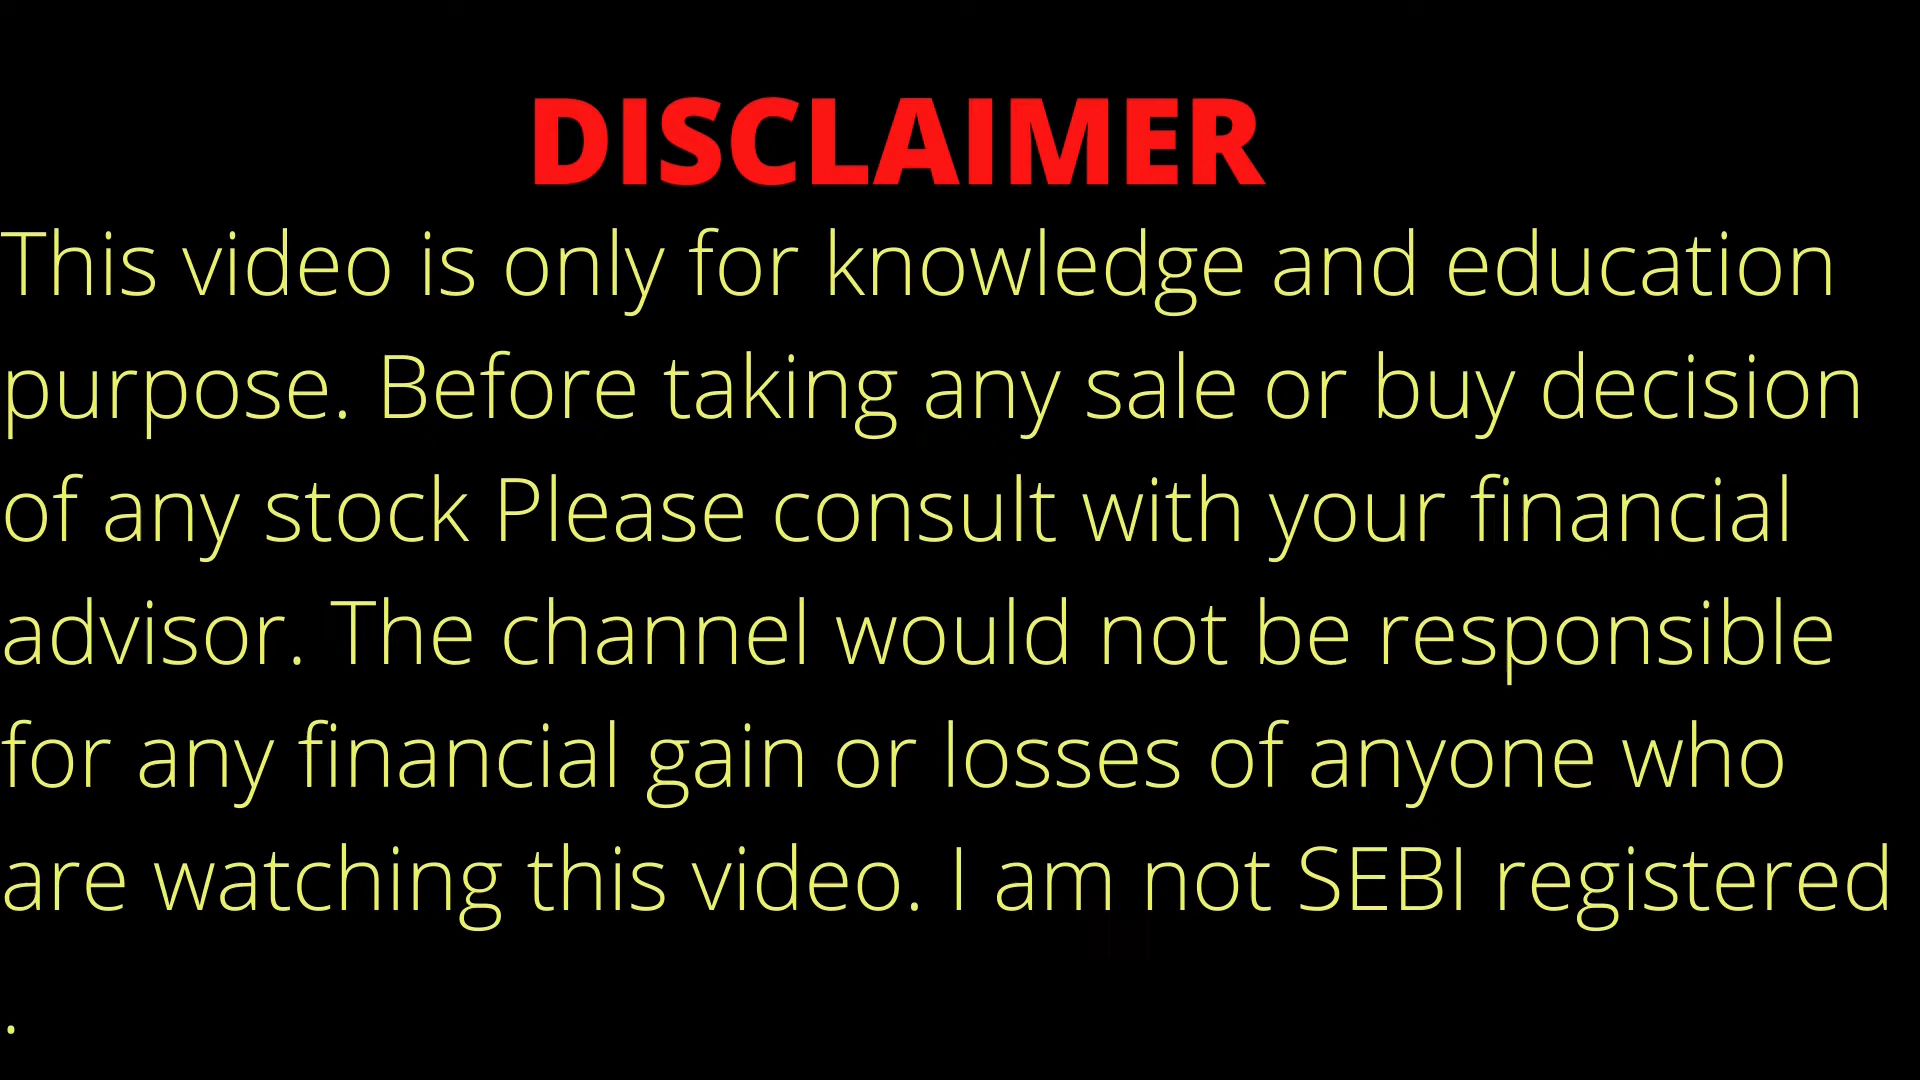 DISCLAIMER
This video is only for knowledge and education
purpose. Before taking any sale or buy decision
of any stock Please consult with your financial
advisor. The channel would not be responsible
for any financial gain or losses of anyone who
are watching this video. I am not SEBI registered
.